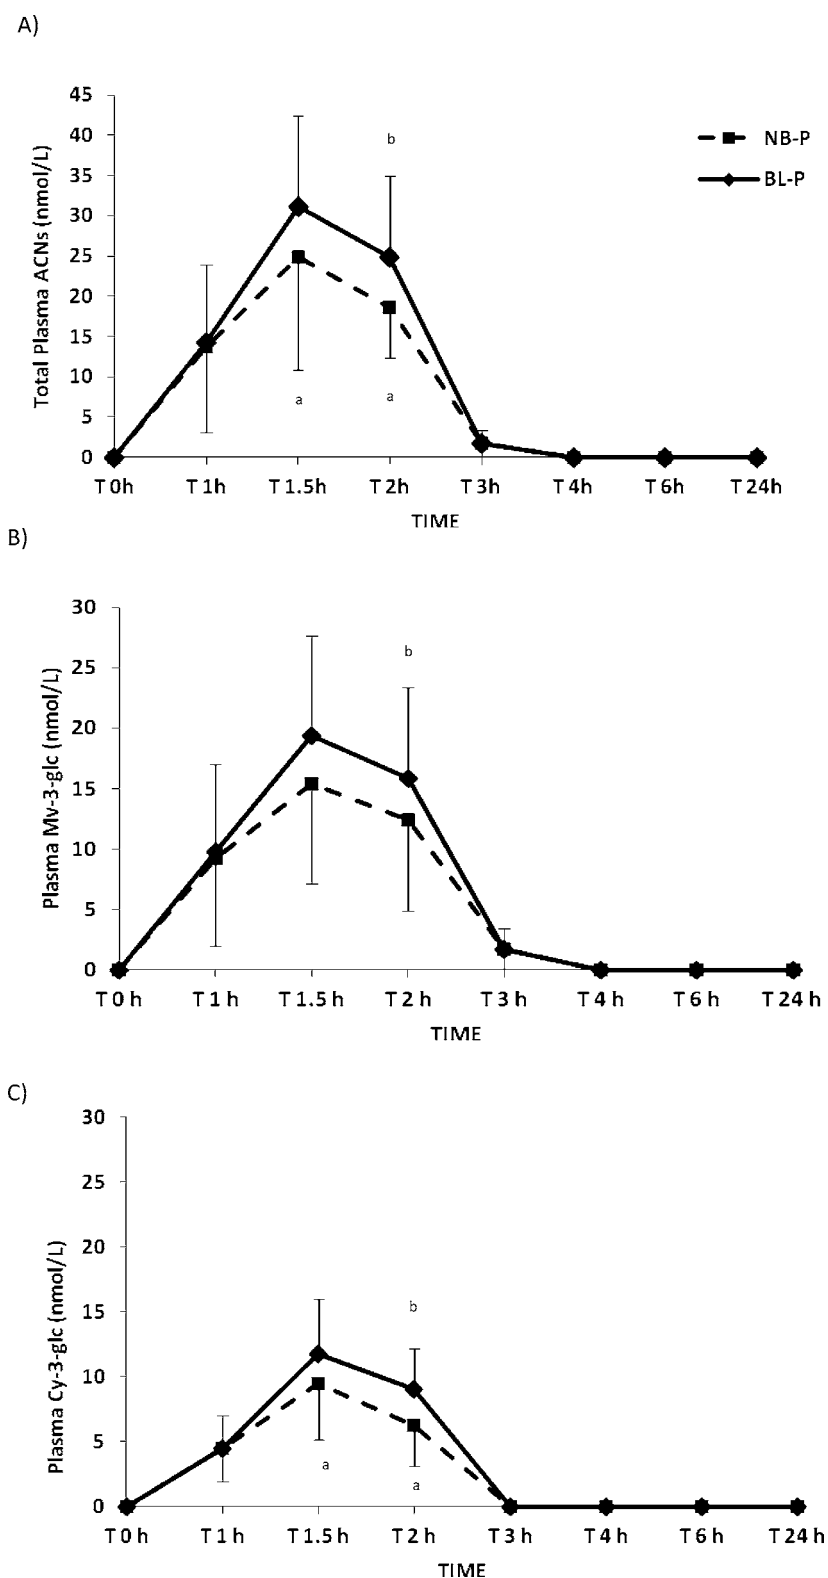 A)
Total Plasma ACNs (nmol/L)
45
40
35
30
25
20
15
10
5
0
b
a
a
NB-P
BL-P
T 0h T 1h T 1.5h T 2h T 3h T 4h T 6h T 24h
TIME
B)
Plasma Mv-3-glc (nmol/L)
30
25
20
15
10
5
0
b
T 0 h T 1 h T 1.5 h T 2 h T 3 h T 4 h T 6 h T 24 h
TIME
C)
Plasma Cy-3-glc (nmol/L)
30
25
20
15
10
5
0
b
a
a
T 0 h T 1 h T 1.5 h T 2 h T 3 h T 4 h T 6 h T 24 h
TIME